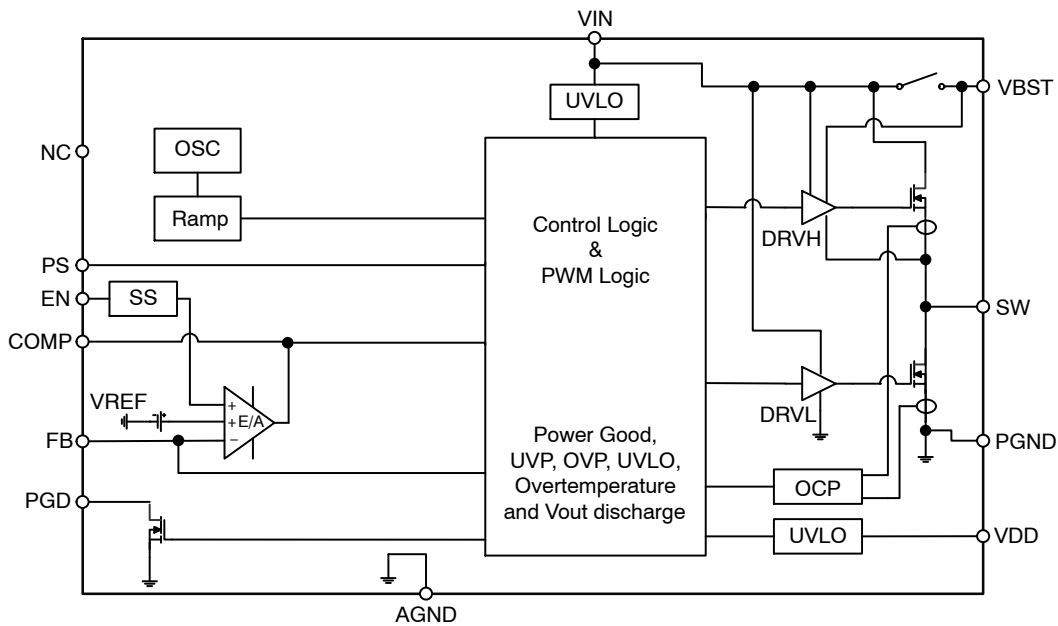 VIN
VBST
UVLO
NC
OSC
Ramp
Control Logic
&
PWM Logic
DRVH
PS
EN
SS
SW
COMP
VREF
+
+
E/A
−
DRVL
FB
Power Good,
UVP, OVP, UVLO,
Overtemperature
and Vout discharge
PGND
PGD
OCP
UVLO
VDD
AGND